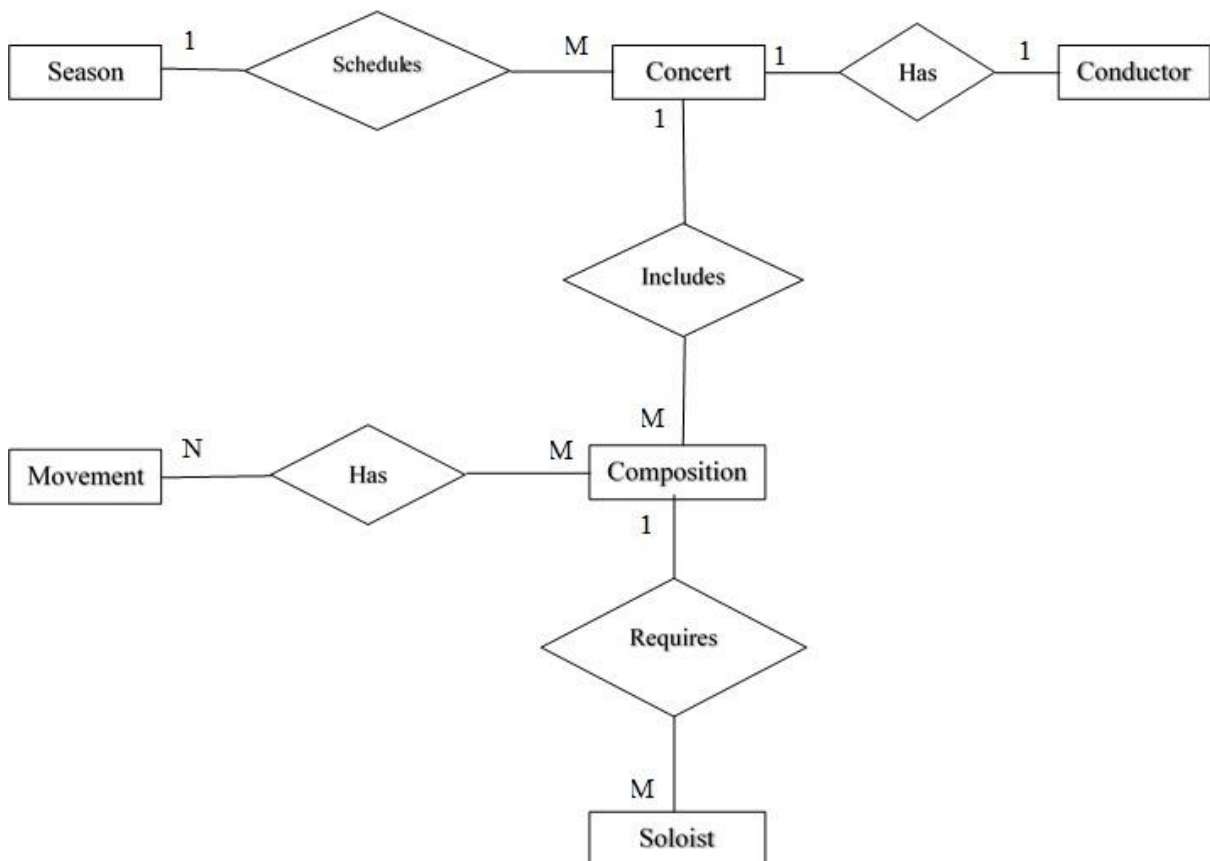 1
M
1
1
Season
Schedules
Concert
Has
Conductor
1
Includes
M
N
M
Movement
Has
Composition
1
Requires
M
Soloist